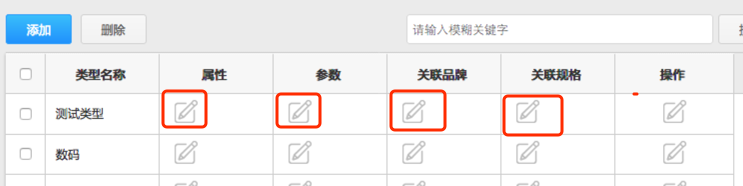 添加 删除 请输入模糊关键字
类型名称 属性 参数 关联品牌 关联规格 操作
测试类型
数码